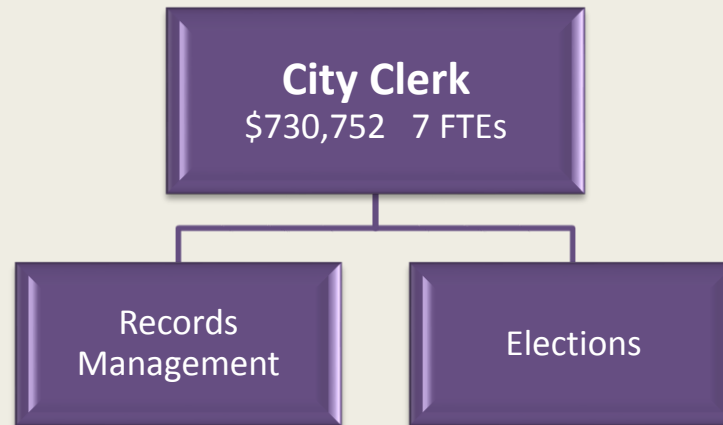 City Clerk
$730,752 7 FTEs
Records
Management
Elections